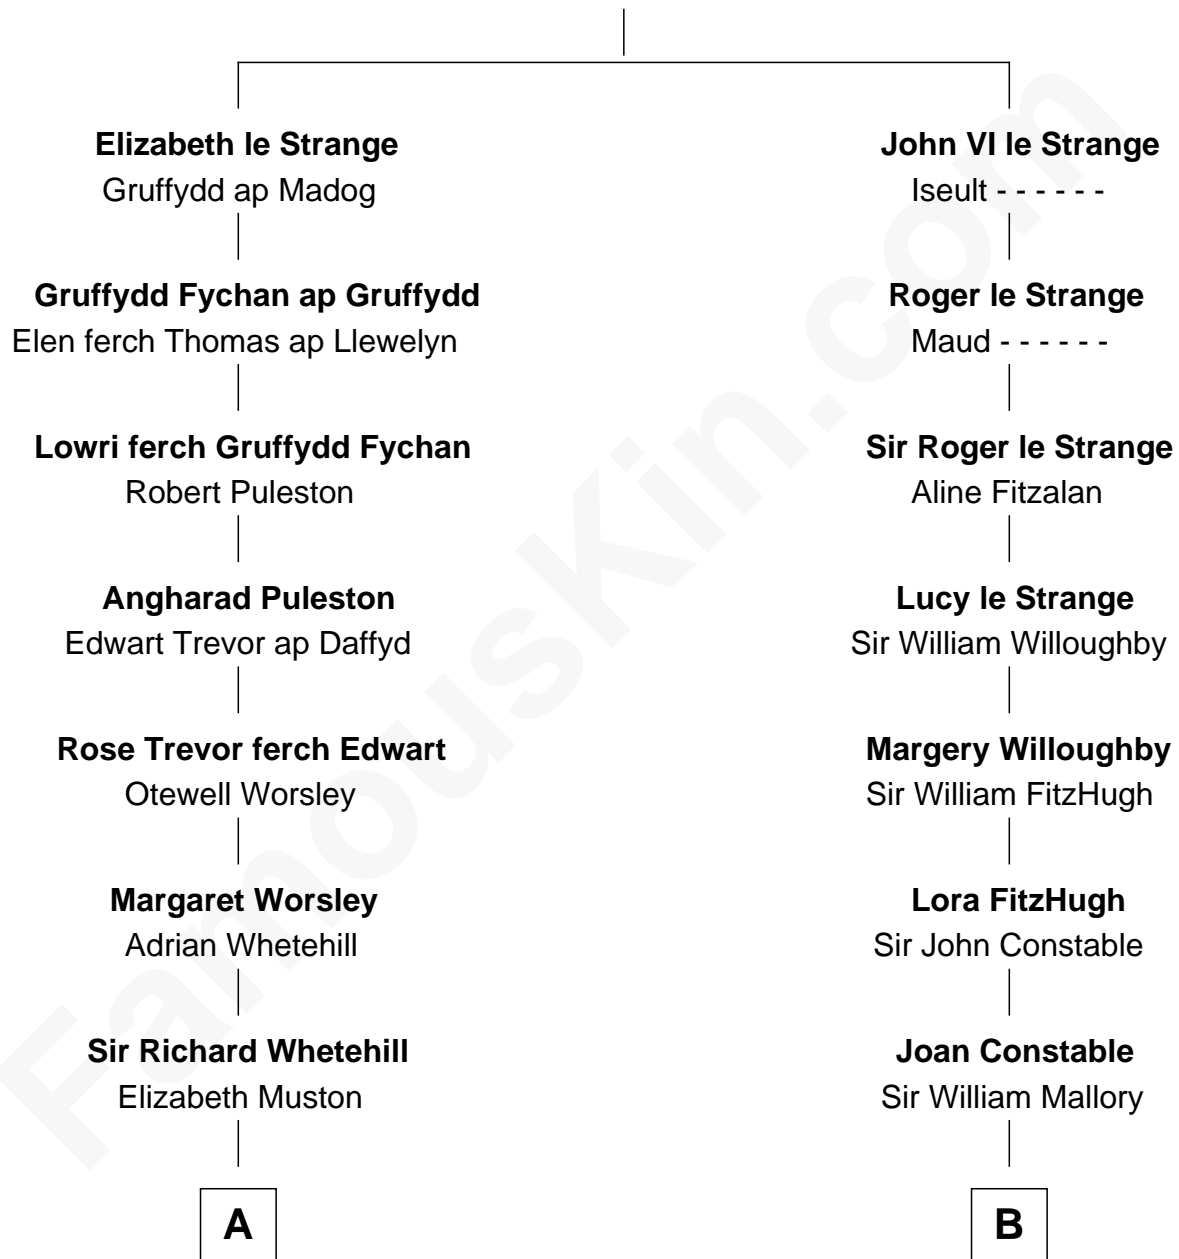 Elizabeth le Strange
Gruffydd ap Madog
John VI le Strange
Iseult - - - - - -
Gruffydd Fychan ap Gruffydd
Elen ferch Thomas ap Llewelyn
Roger le Strange
Maud - - - - - -
Lowri ferch Gruffydd Fychan
Robert Puleston
Sir Roger le Strange
Aline Fitzalan
Angharad Puleston
Edwart Trevor ap Daffyd
Lucy le Strange
Sir William Willoughby
Rose Trevor ferch Edwart
Otewell Worsley
Margery Willoughby
Sir William FitzHugh
Margaret Worsley
Adrian Whetehill
Lora FitzHugh
Sir John Constable
Sir Richard Whetehill
Elizabeth Muston
Joan Constable
Sir William Mallory
A
B
FamousKin.com